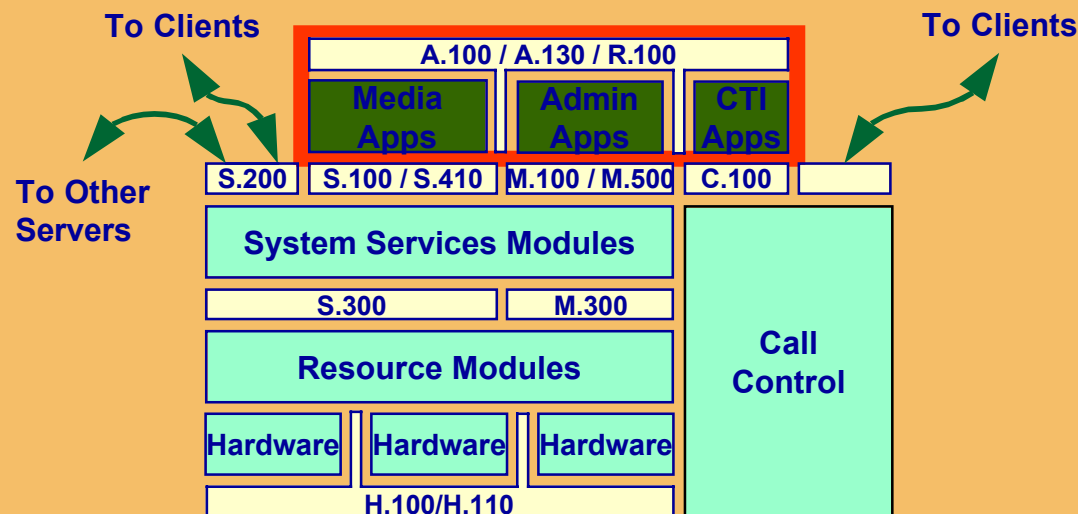 To Clients
To Clients
A.100 / A.130 / R.100
Media
Apps
Admin
Apps
CTI
Apps
To Other
Servers
S.200
S.100 / S.410
M.100 / M.500
C.100
System Services Modules
S.300
M.300
Resource Modules
Call
Control
Hardware
Hardware
Hardware
H.100/H.110